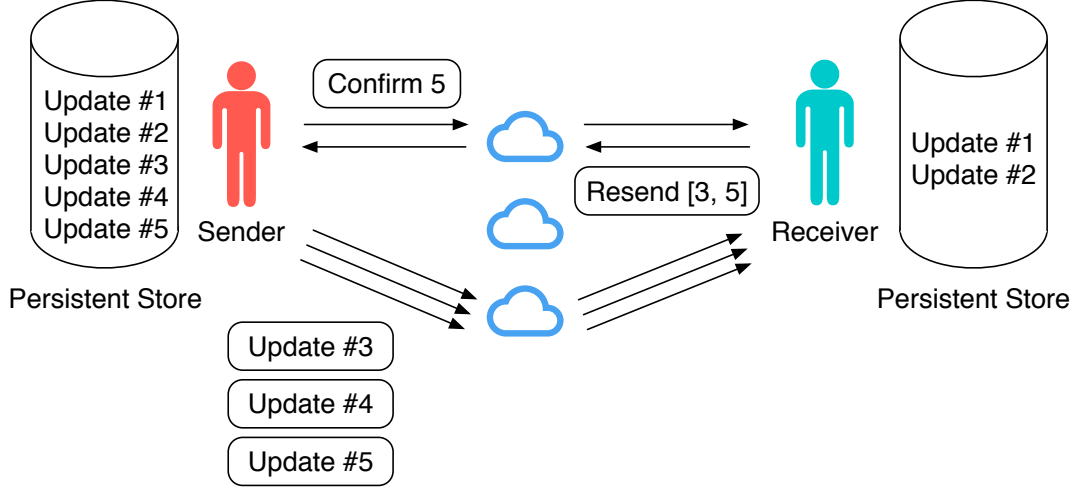 Update #1
Update #2
Update #3
Update #4
Update #5
Persistent Store
Sender
Confirm 5
Resend [3, 5]
Receiver
Update #1
Update #2
Persistent Store
Update #3
Update #4
Update #5